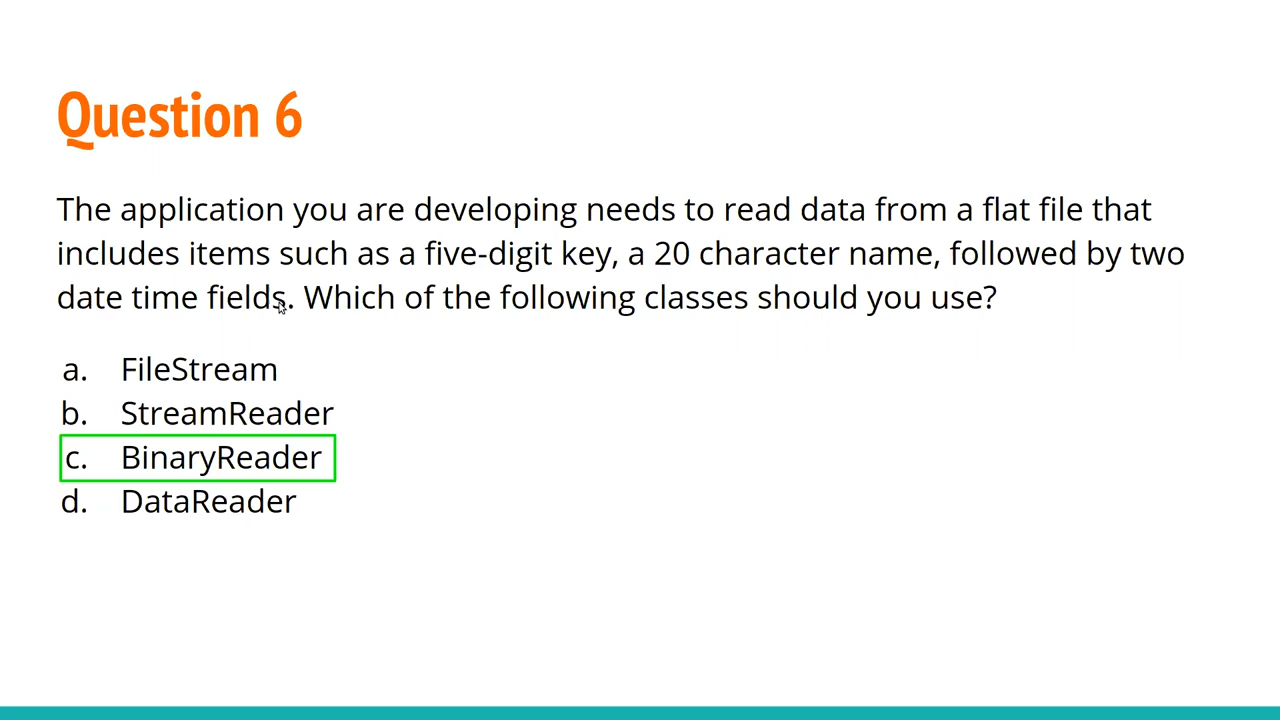 Question 6
The application you are developing needs to read data from a flat file that
includes items such as a five-digit key, a 20 character name, followed by two
date time fields. Which of the following classes should you use?
a. FileStream
b. StreamReader
c. BinaryReader
d. DataReader